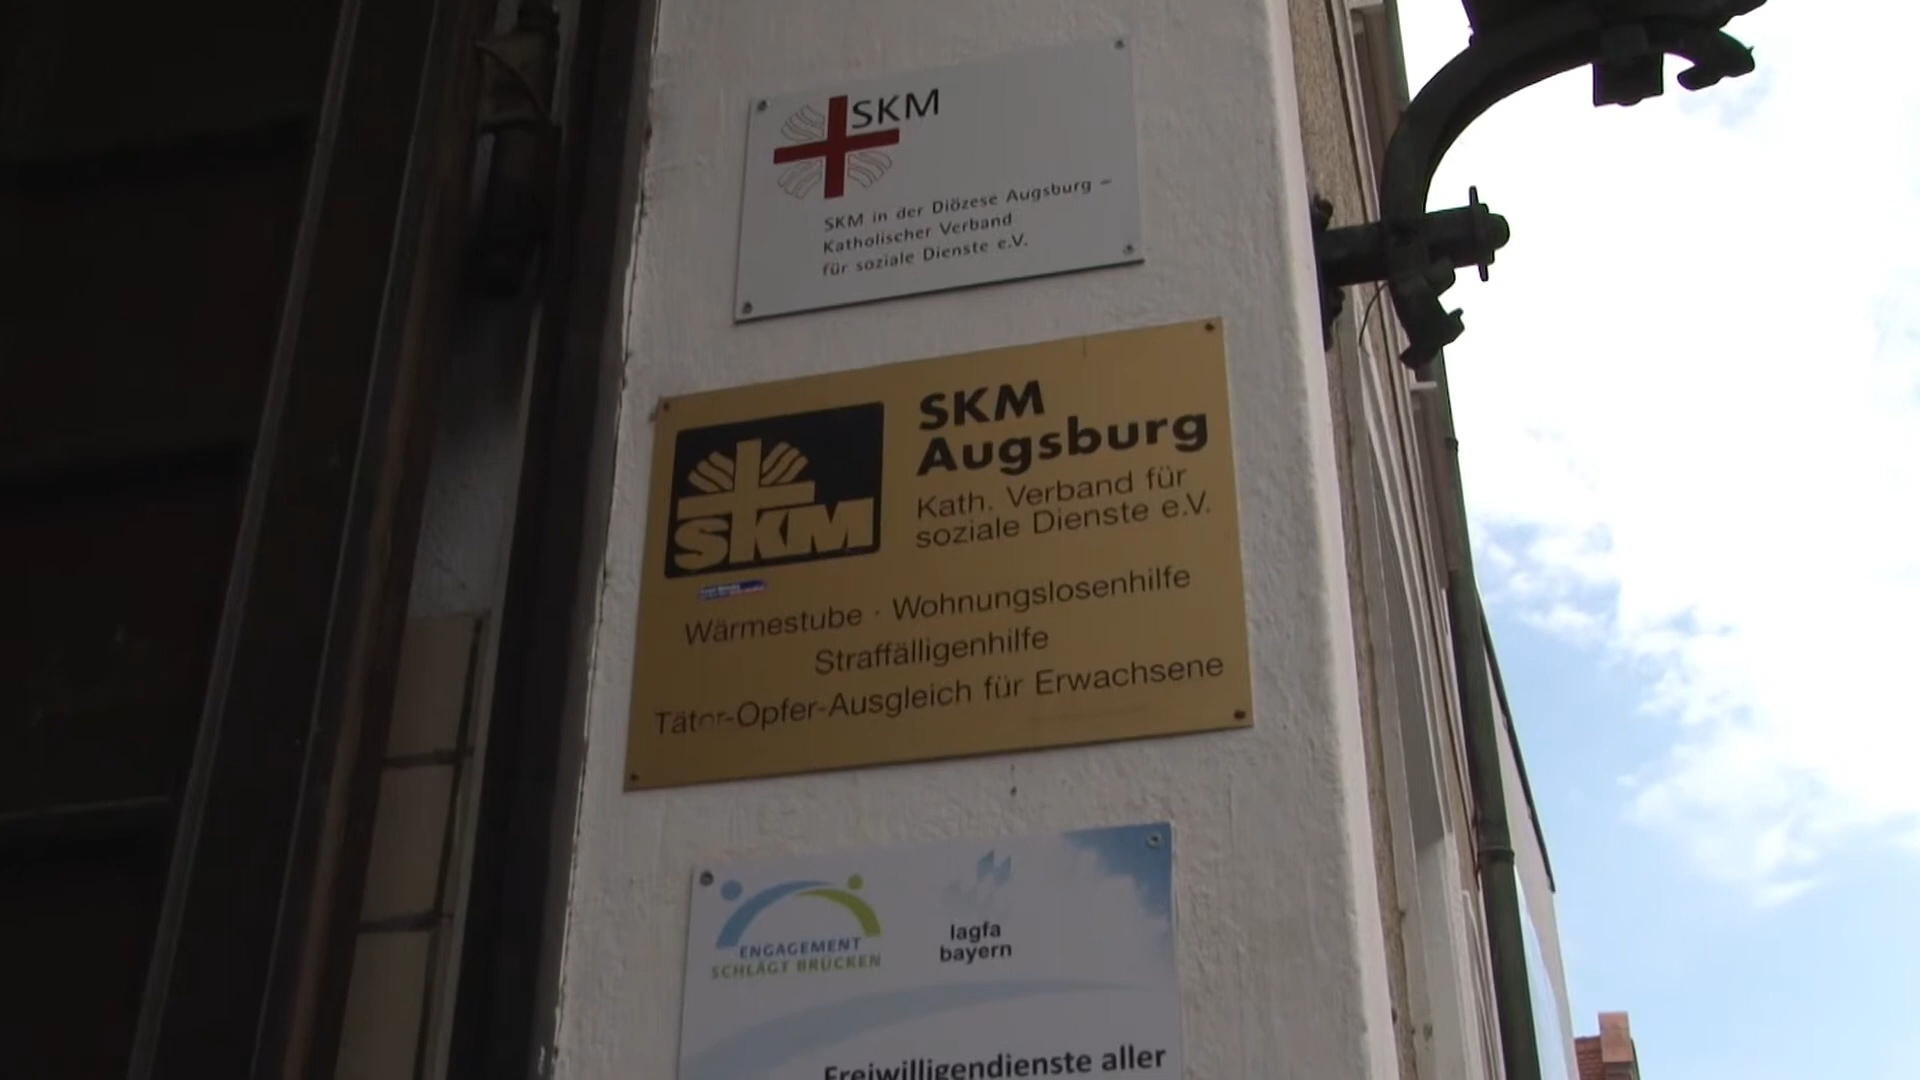 SKM
SKM in der Diözese Augsburg –
Katholischer Verband
für soziale Dienste e.V.
SKM
SKM
Augsburg
Kath. Verband für
soziale Dienste e.V.
Wärmestube · Wohnungslosenhilfe
Straffälligenhilfe
Täter-Opfer-Ausgleich für Erwachsene
ENGAGEMENT
SCHLÄGT BRÜCKEN
lagfa
bayern
Freiwilligendienste aller